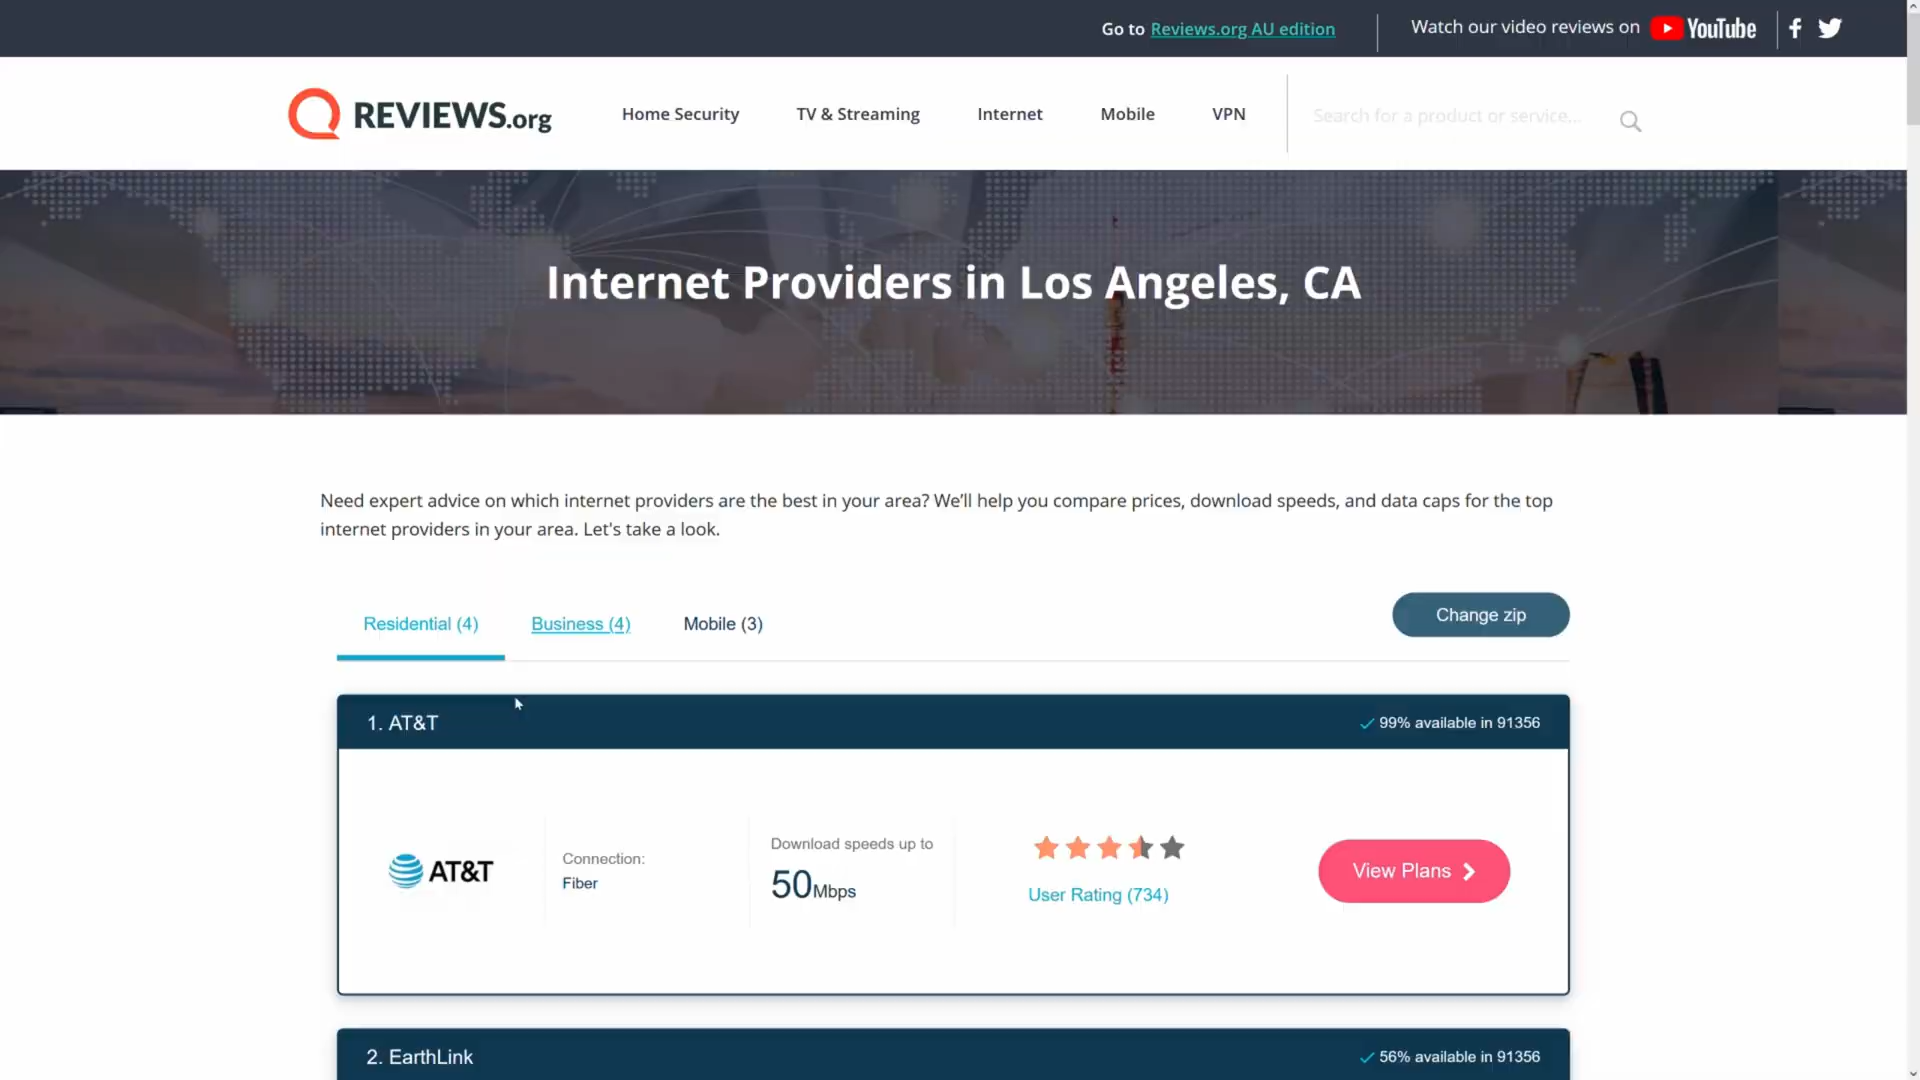 Go to Reviews.org AU edition
Watch our video reviews on YouTube
REVIEWS.org
Home Security
TV & Streaming
Internet
Mobile
VPN
Search for a product or service...
Internet Providers in Los Angeles, CA
Need expert advice on which internet providers are the best in your area? We'll help you compare prices, download speeds, and data caps for the top
internet providers in your area. Let's take a look.
Residential (4)
Business (4)
Mobile (3)
Change zip
1. AT&T
99% available in 91356
AT&T
Connection:
Fiber
Download speeds up to
50Mbps
User Rating (734)
View Plans
2. EarthLink
56% available in 91356